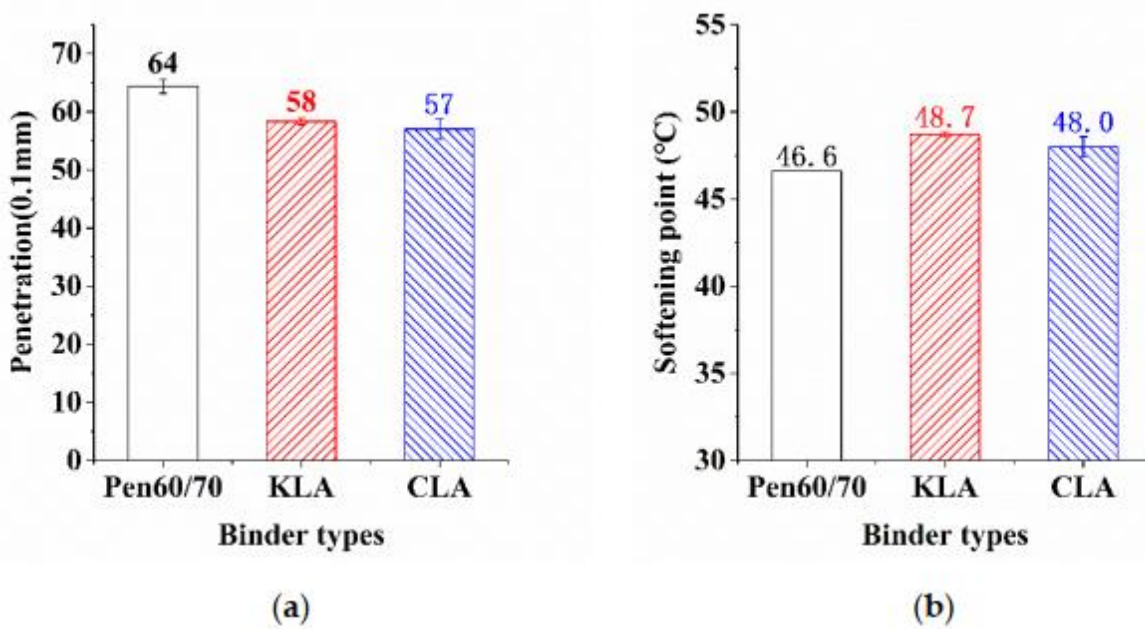 70
60
50
40
30
20
10
0
Penetration(0.1mm)
64
58
57
Pen60/70 KLA CLA
Binder types
(a)
55
50
45
40
35
30
Softening point (℃)
46.6
48.7
48.0
Pen60/70 KLA CLA
Binder types
(b)